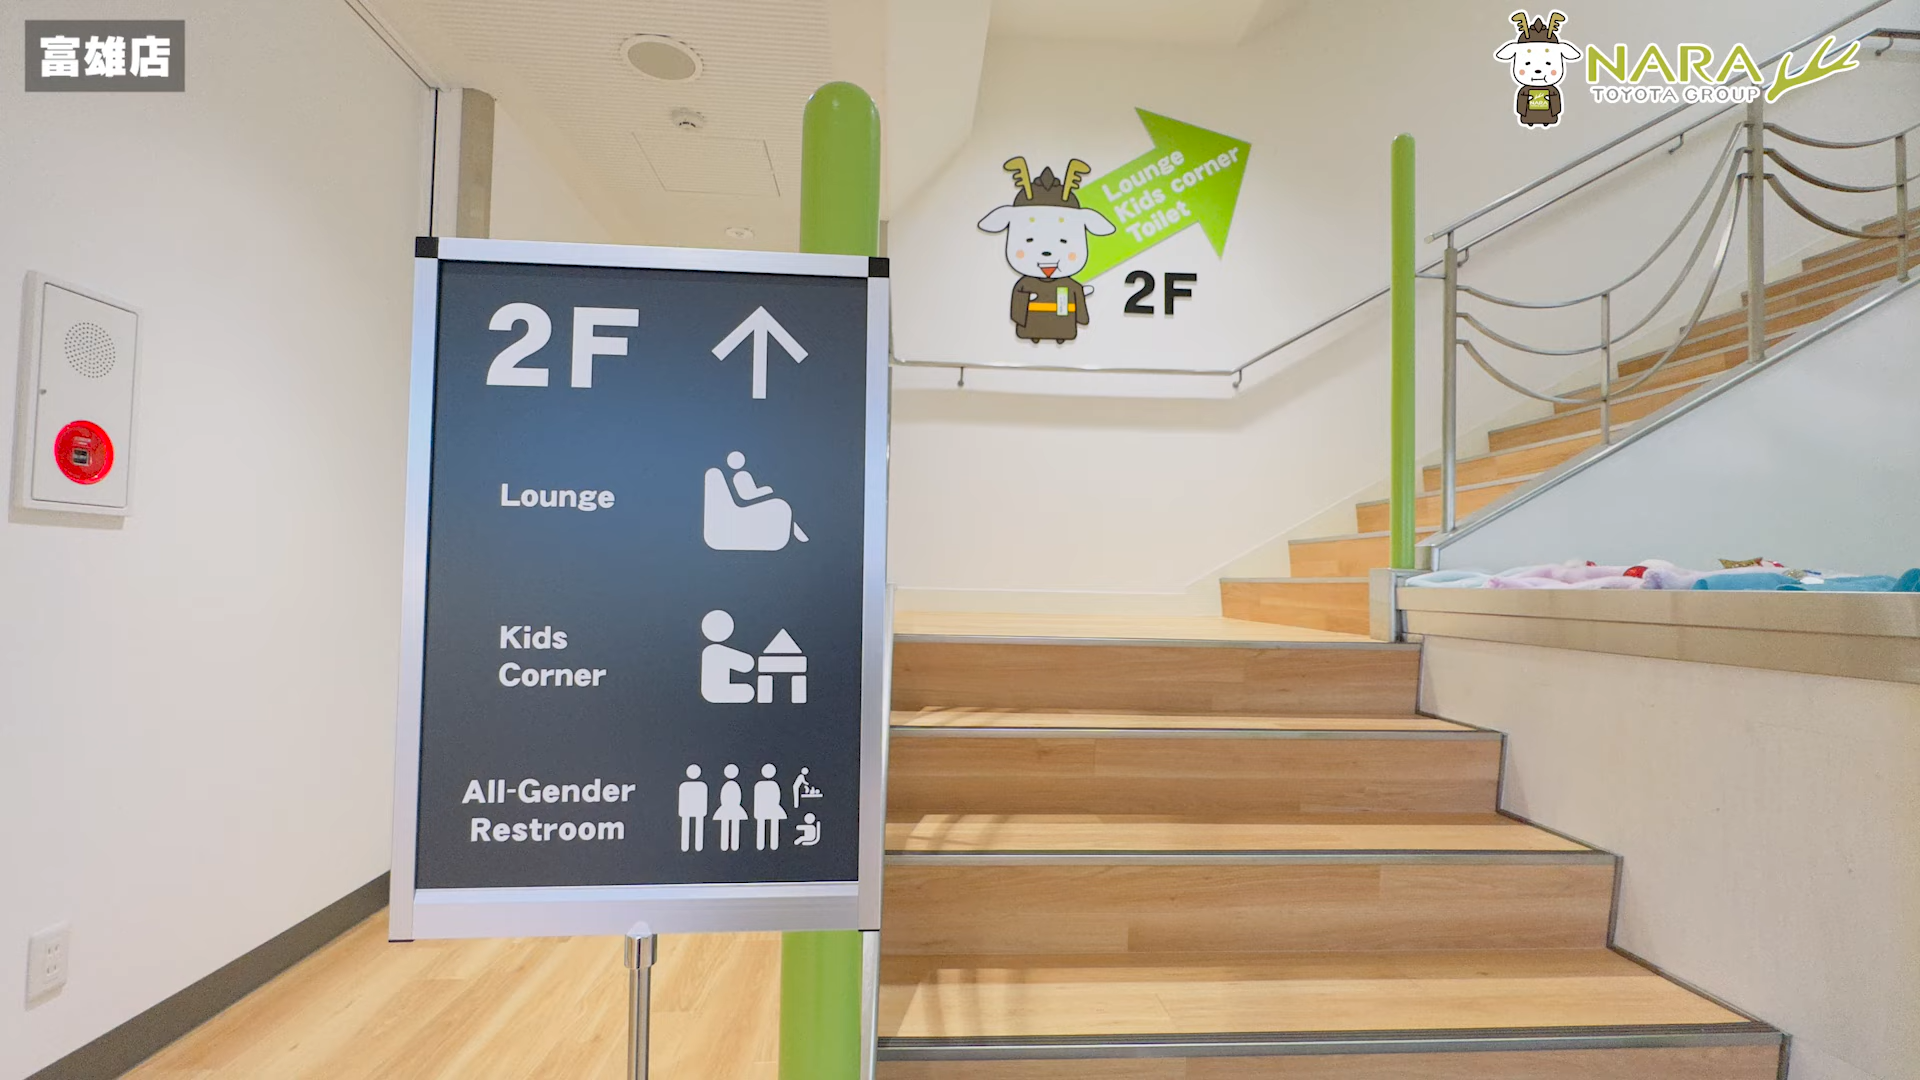 富雄店
NARA
TOYOTA GROUP
Lounge
Kids corner
Toilet
2F
2F
Lounge
Kids
Corner
All-Gender
Restroom